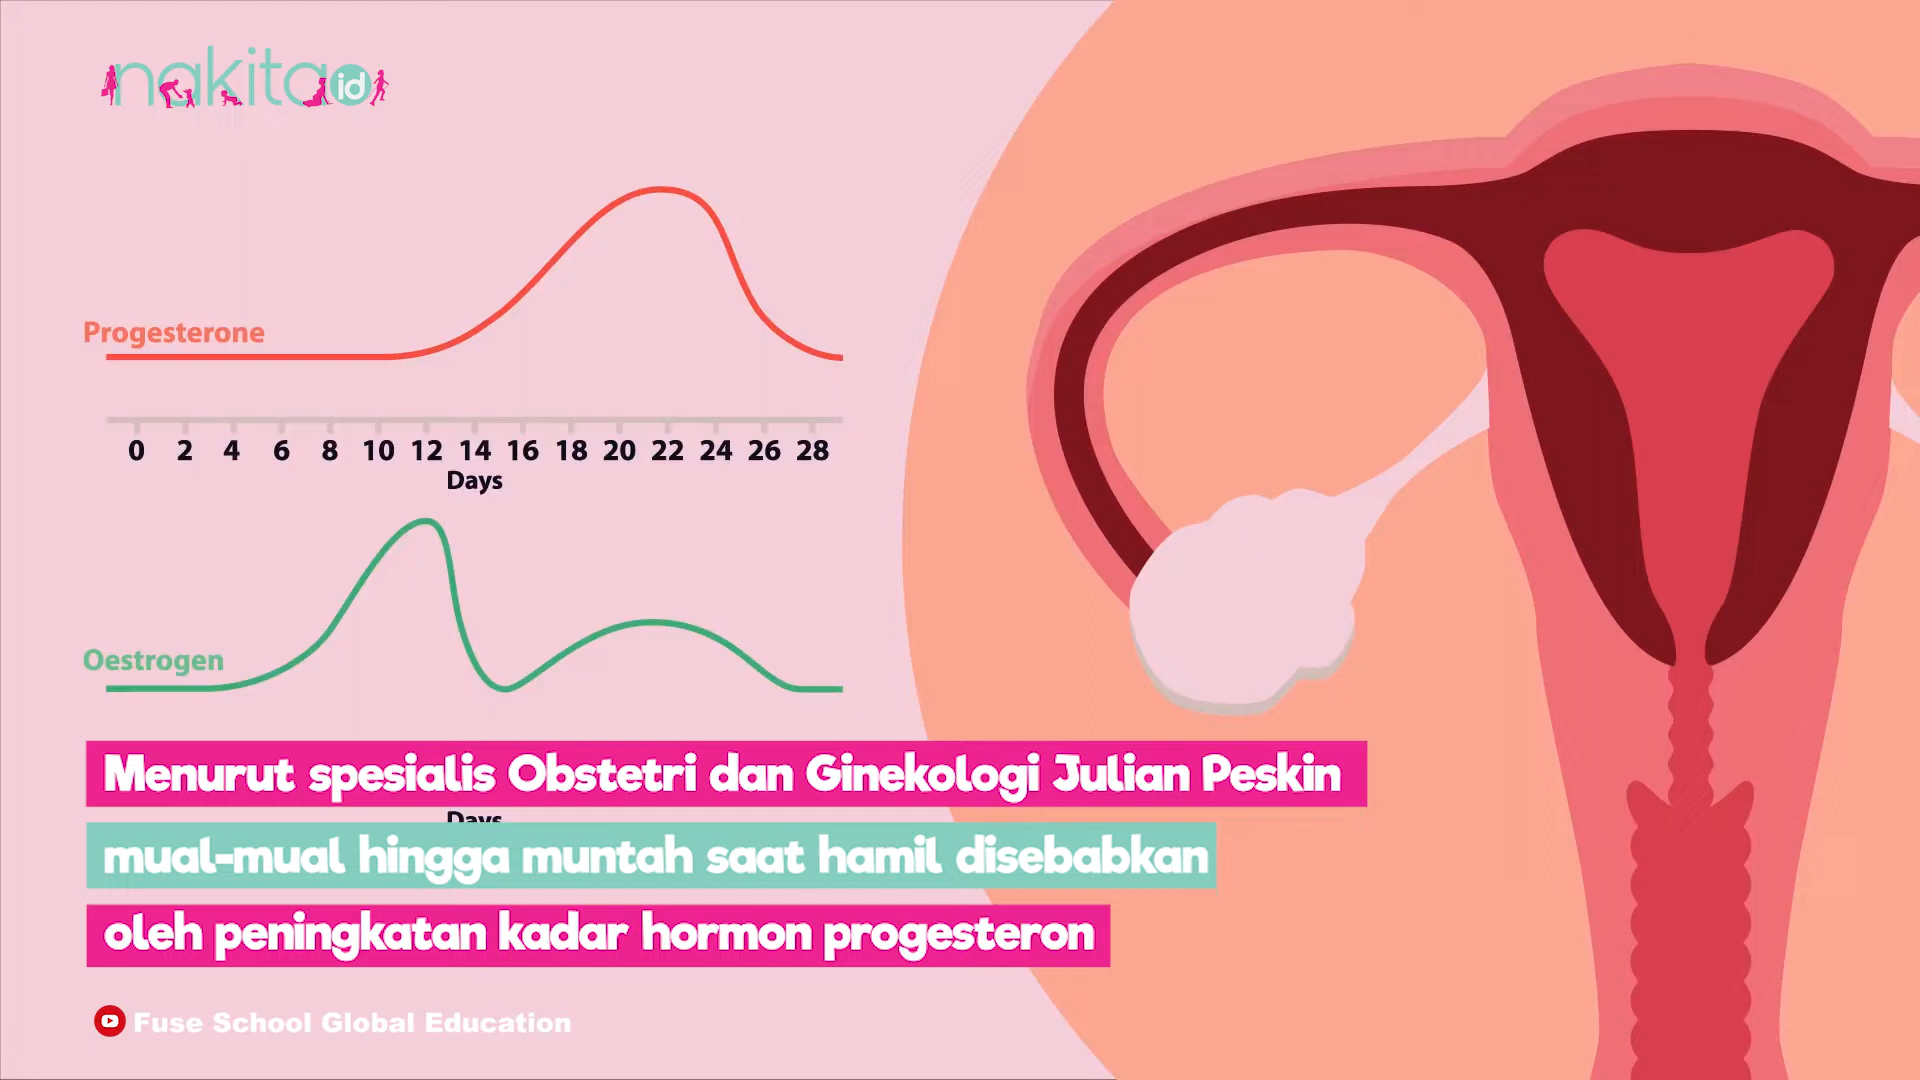 nakita id
Progesterone
0 2 4 6 8 10 12 14 16 18 20 22 24 26 28
Days
Oestrogen
Menurut spesialis Obstetri dan Ginekologi Julian Peskin
Days
mual-mual hingga muntah saat hamil disebabkan
oleh peningkatan kadar hormon progesteron
Fuse School Global Education